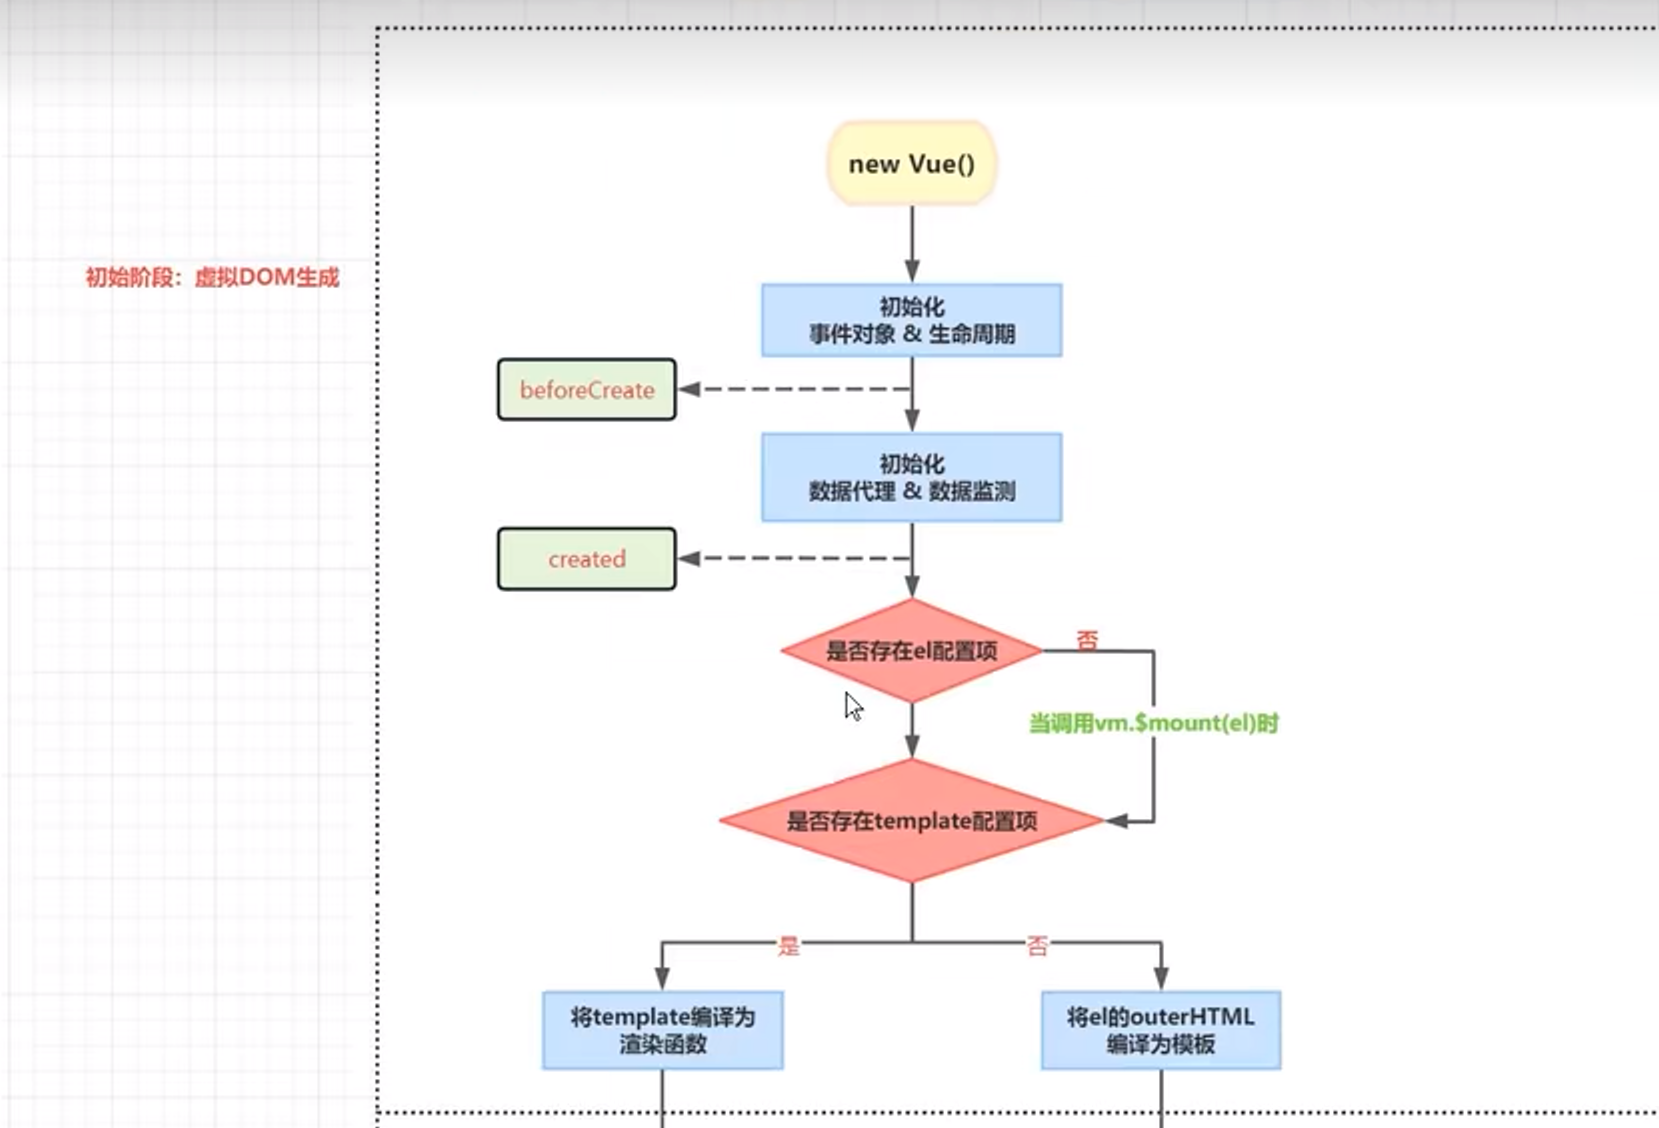 new Vue()
初始阶段：虚拟DOM生成
初始化
事件对象 & 生命周期
beforeCreate
初始化
数据代理 & 数据监测
created
是否存在el配置项
否
当调用vm.$mount(el)时
是否存在template配置项
是
否
将template编译为
渲染函数
将el的outerHTML
编译为模板